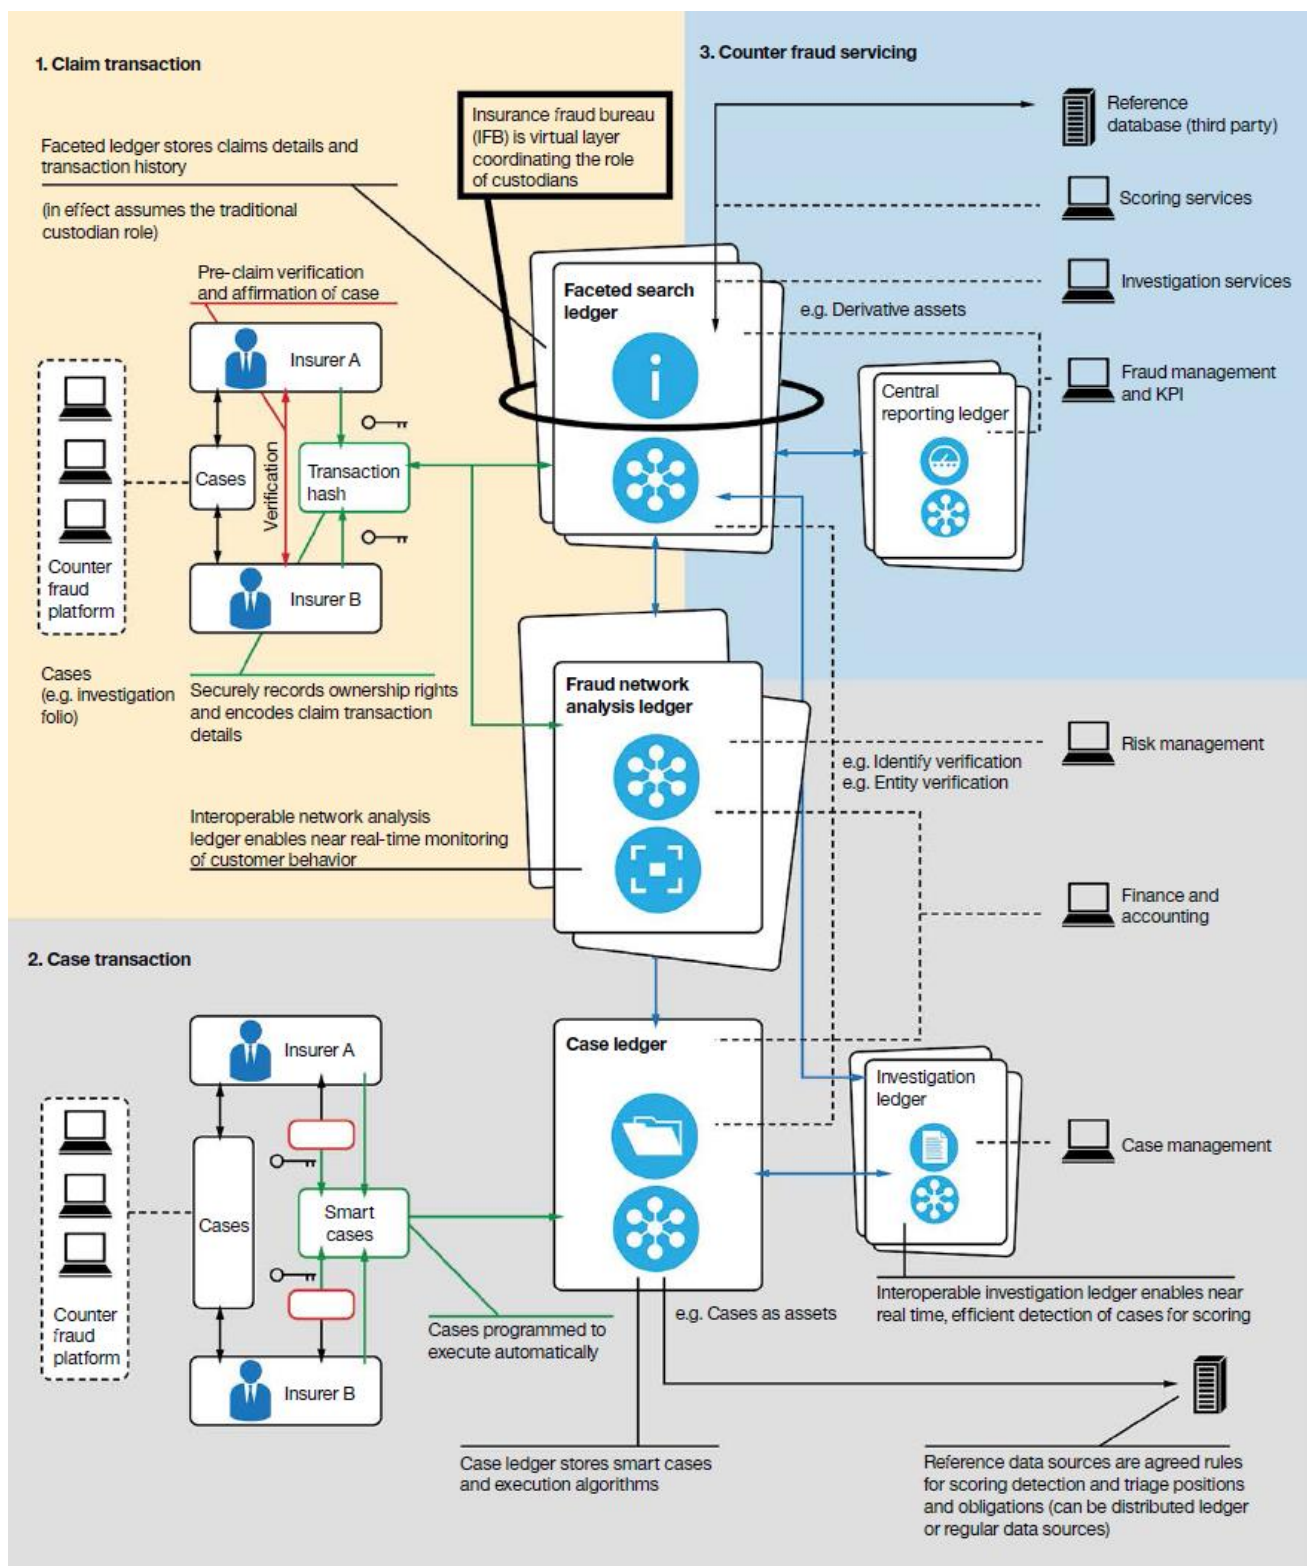 1. Claim transaction
3. Counter fraud servicing
Faceted ledger stores claims details and
transaction history
(in effect assumes the traditional
custodian role)
Insurance fraud bureau
(IFB) is virtual layer
coordinating the role
of custodians
Reference
database (third party)
Scoring services
Investigation services
Fraud management
and KPI
Pre-claim verification
and affirmation of case
Insurer A
Cases
Verification
Transaction
hash
Insurer B
Counter
fraud
platform
Cases
(e.g. investigation
folio)
Securely records ownership rights
and encodes claim transaction
details
Faceted search
ledger
e.g. Derivative assets
Central
reporting ledger
Fraud network
analysis ledger
Interoperable network analysis
ledger enables near real-time monitoring
of customer behavior
e.g. Identify verification
e.g. Entity verification
Risk management
Finance and
accounting
2. Case transaction
Insurer A
Cases
Smart
cases
Insurer B
Counter
fraud
platform
Cases programmed to
execute automatically
Case ledger
Investigation
ledger
Case management
e.g. Cases as assets
Interoperable investigation ledger enables near
real time, efficient detection of cases for scoring
Case ledger stores smart cases
and execution algorithms
Reference data sources are agreed rules
for scoring detection and triage positions
and obligations (can be distributed ledger
or regular data sources)